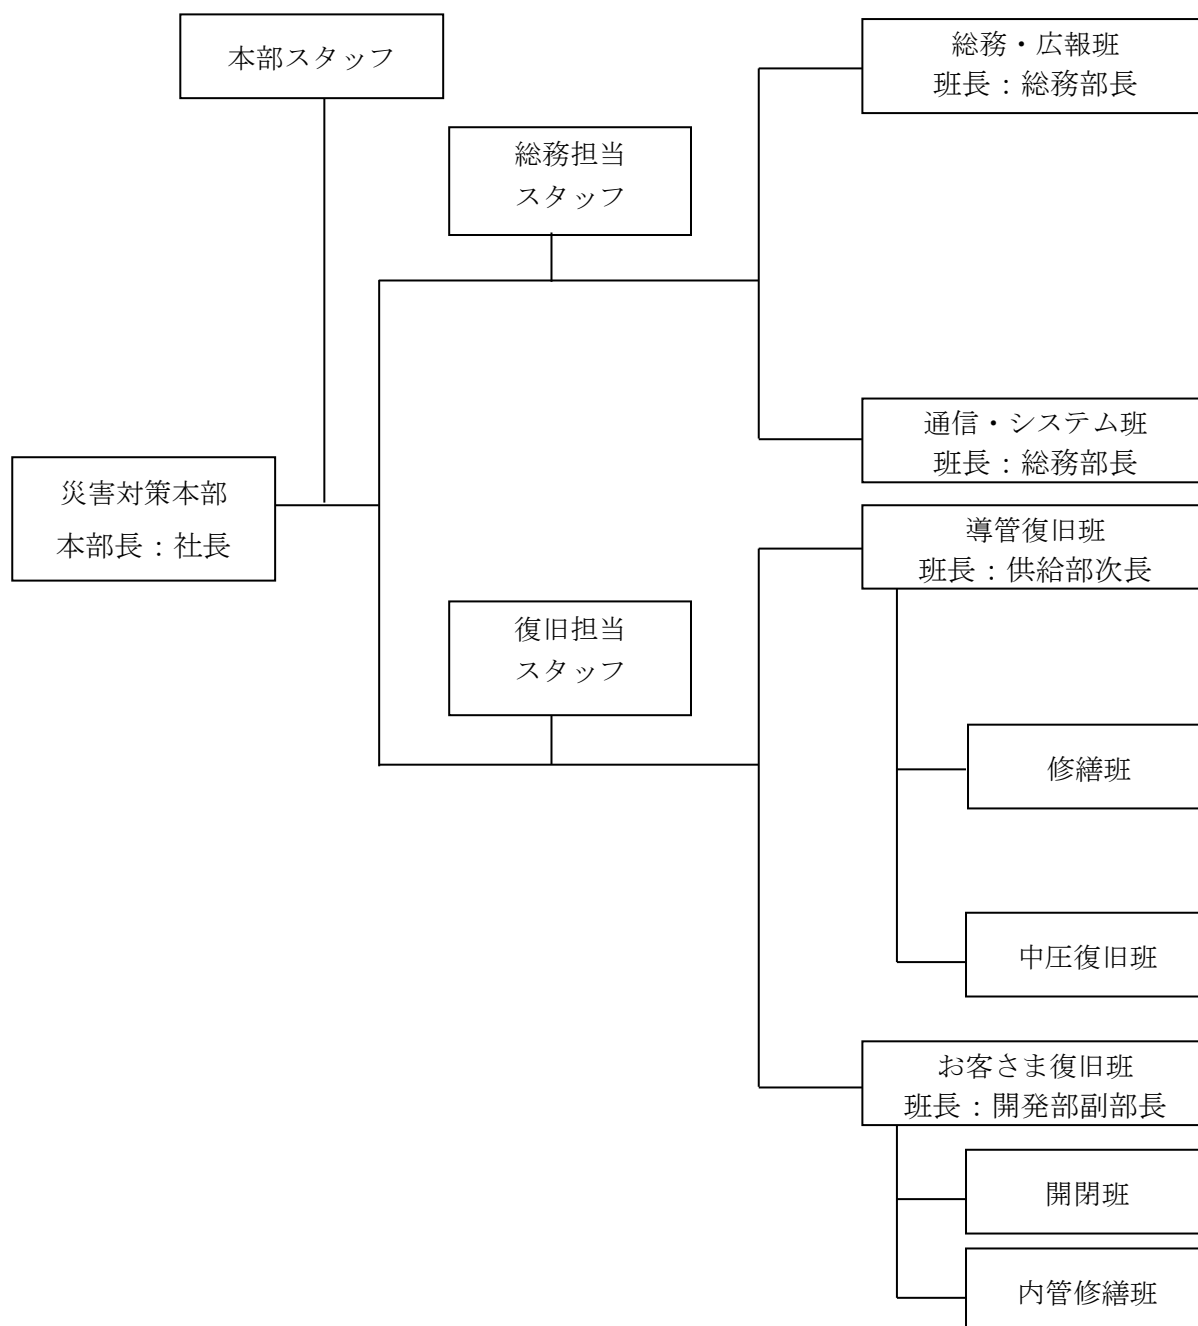 本部スタッフ
総務・広報班
班長：総務部長
総務担当
スタッフ
通信・システム班
班長：総務部長
災害対策本部
本部長：社長
導管復旧班
班長：供給部次長
復旧担当
スタッフ
修繕班
中圧復旧班
お客さま復旧班
班長：開発部副部長
開閉班
内管修繕班